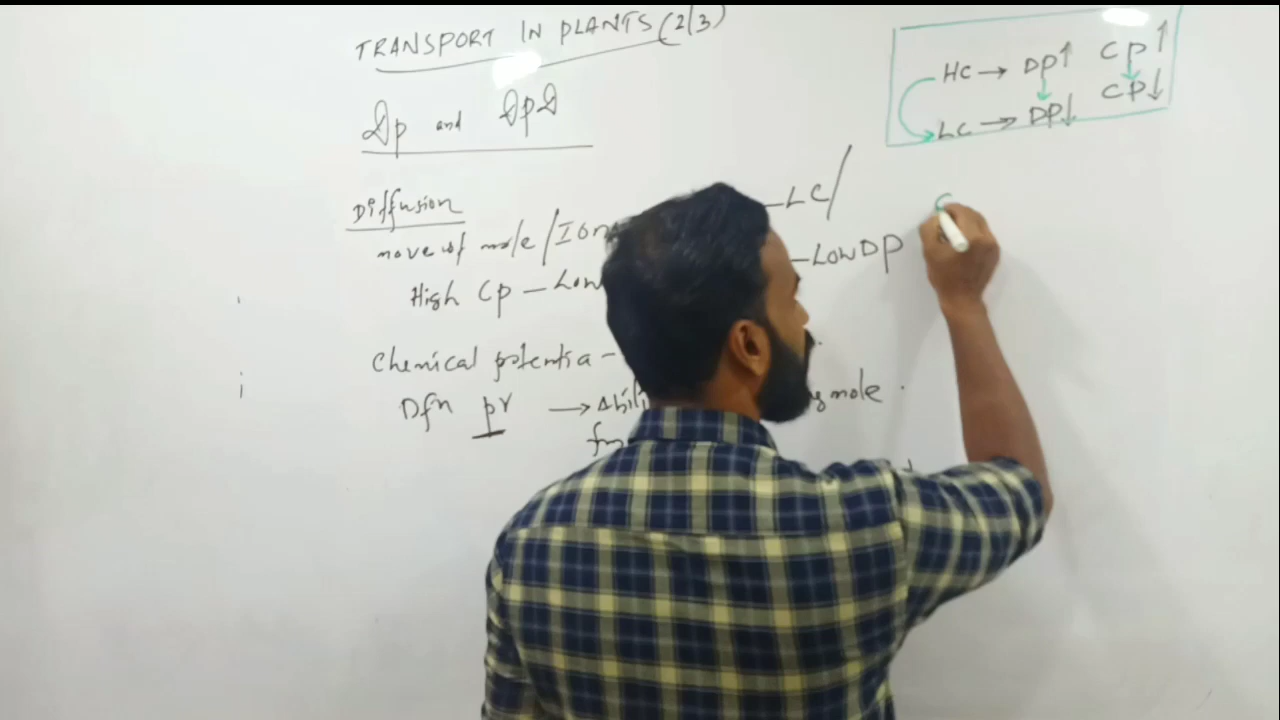 TRANSPORT IN PLANTS (2/3)
Dp and DpD
HC → DP↑ CP↑
LC → DP↓ CP↓
Diffusion
move of mole/Ion – LC/
High Cp – Low – LOW DP
Chemical potentia –
Dfn pr → Abili mole.